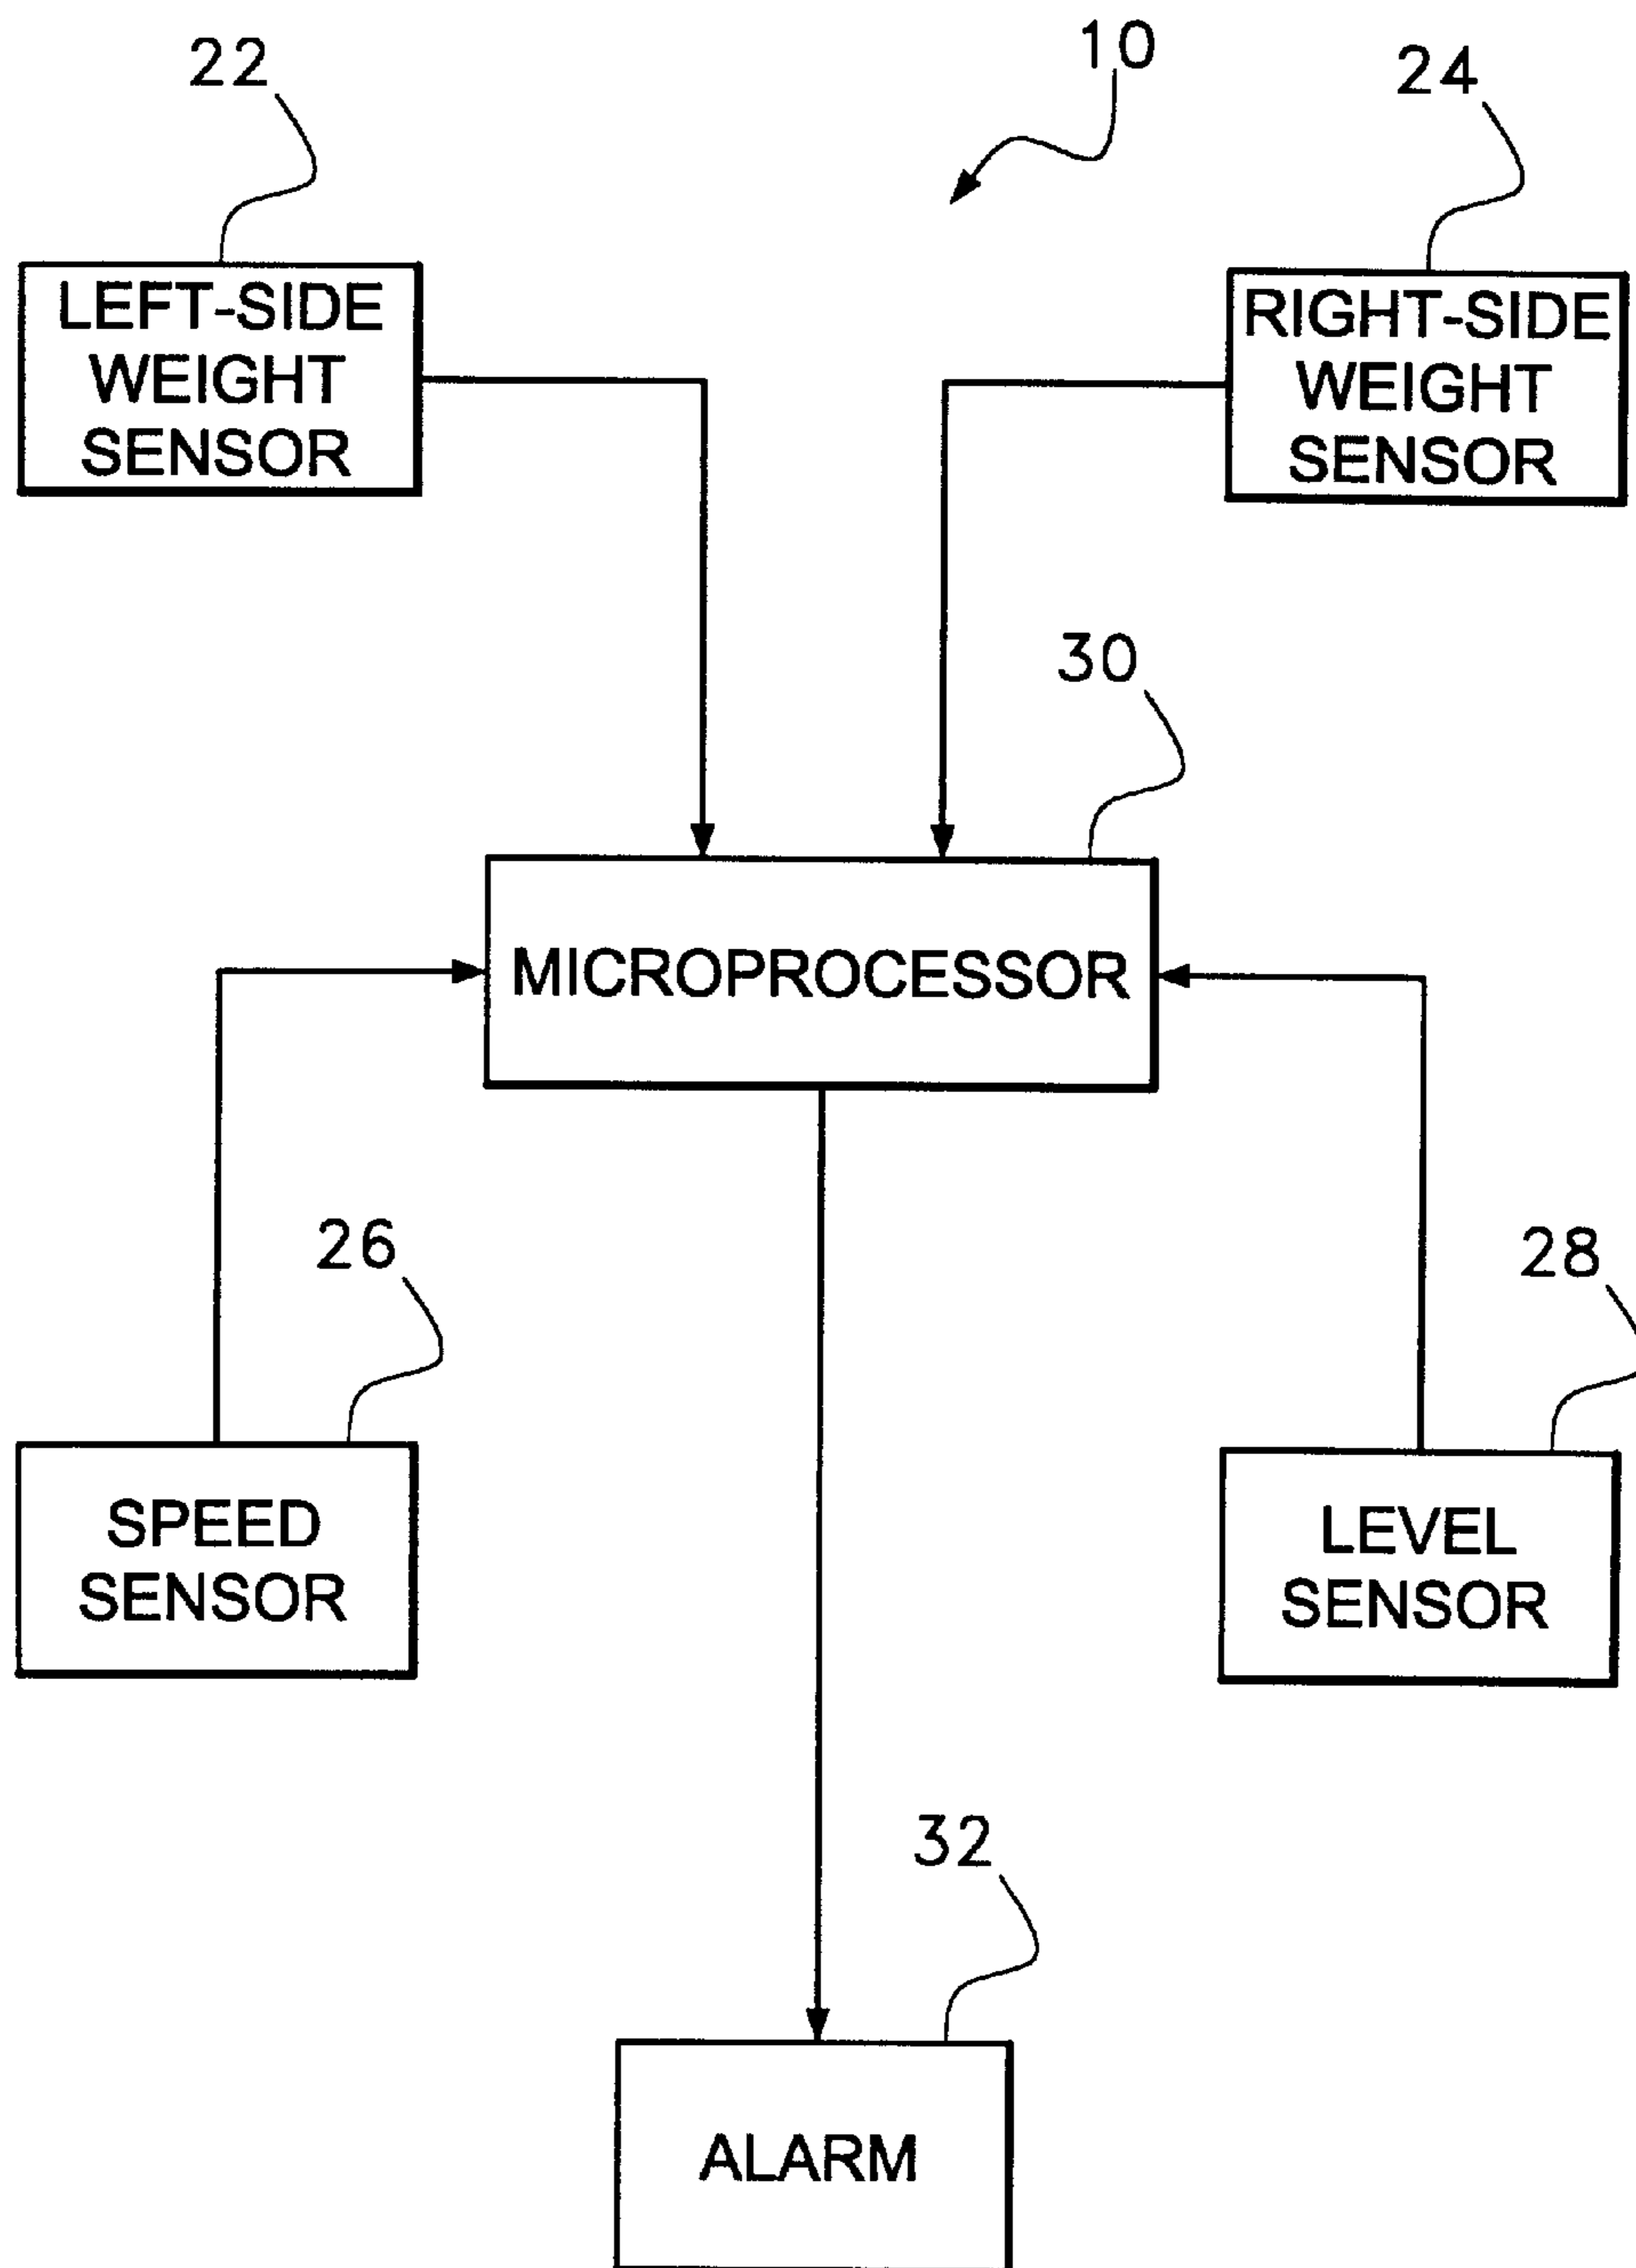 10
22
24
LEFT-SIDE
WEIGHT
SENSOR
RIGHT-SIDE
WEIGHT
SENSOR
30
MICROPROCESSOR
26
28
SPEED
SENSOR
LEVEL
SENSOR
32
ALARM